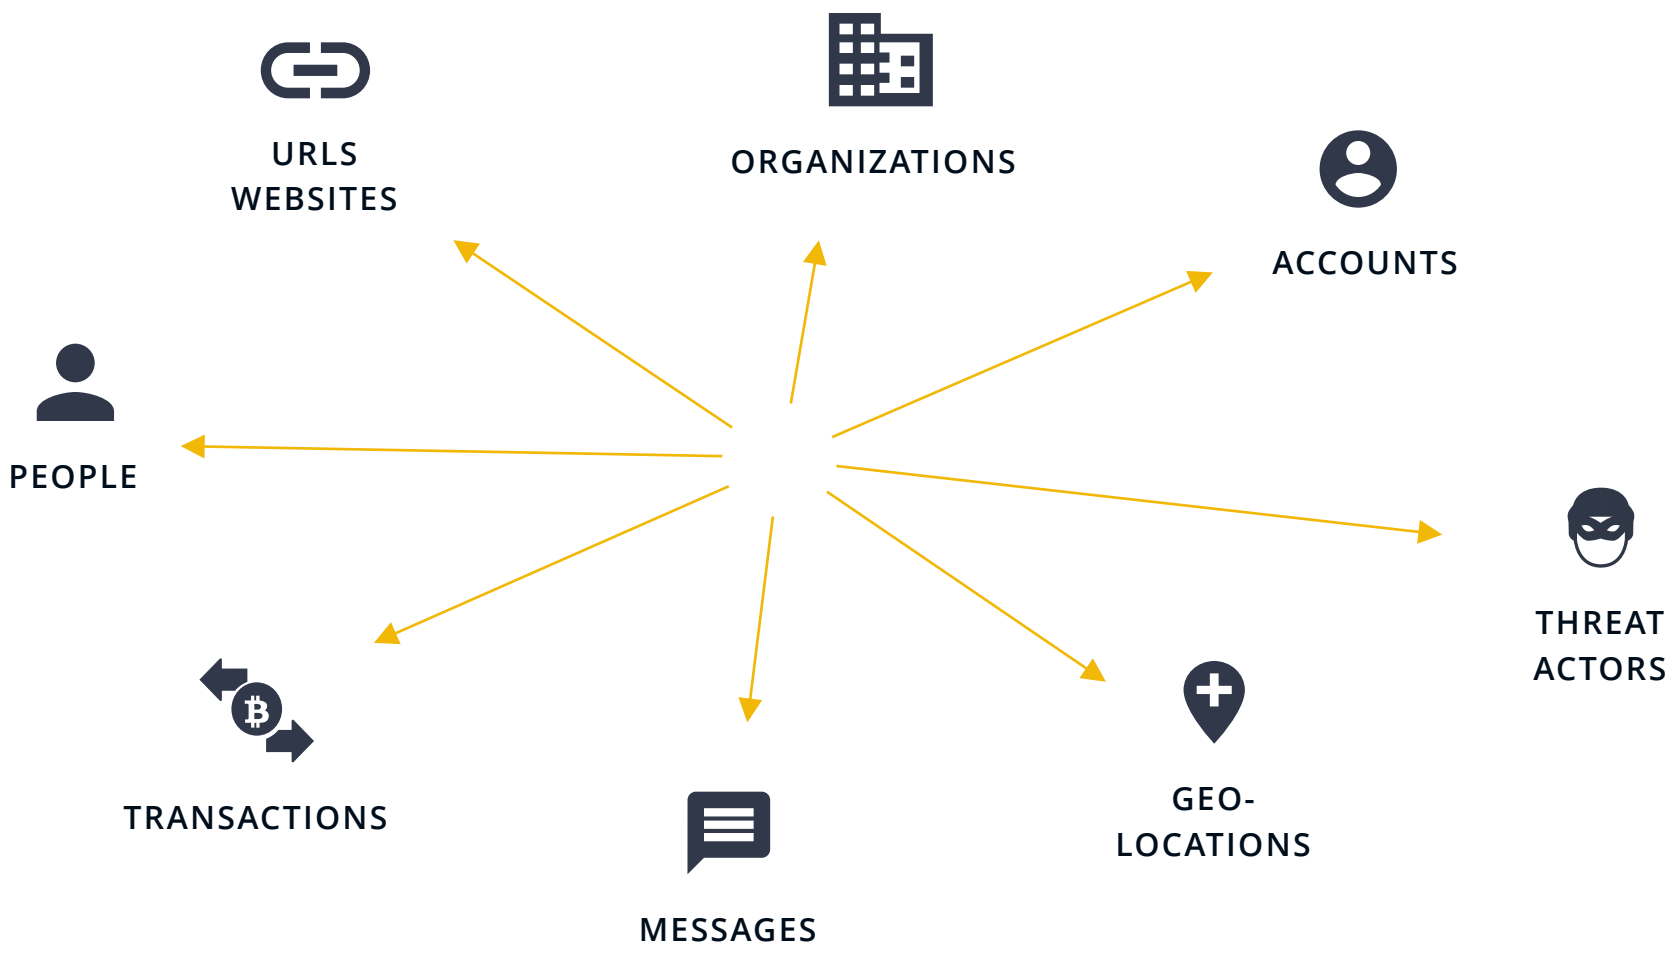 URLS
WEBSITES
ORGANIZATIONS
ACCOUNTS
PEOPLE
THREAT
ACTORS
TRANSACTIONS
GEO-
LOCATIONS
MESSAGES